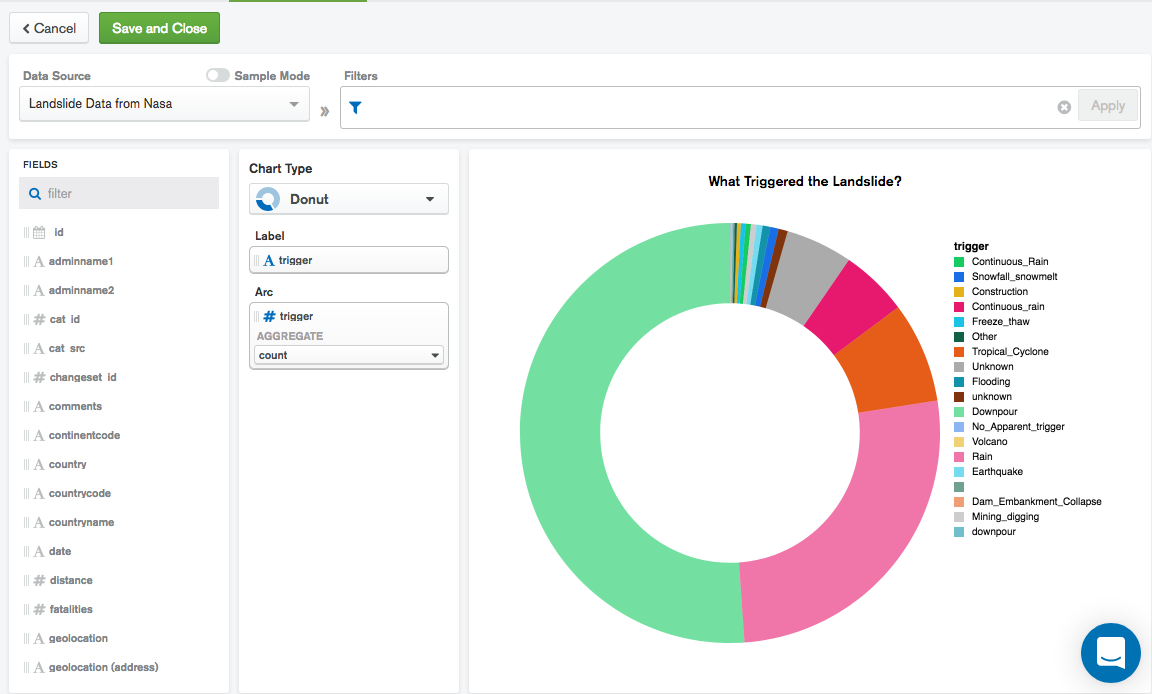 Cancel
Save and Close
Data Source
Sample Mode
Filters
Landslide Data from Nasa
»
Apply
FIELDS
filter
id
A adminname1
A adminname2
# cat_id
A cat_src
# changeset_id
A comments
A continentcode
A country
A countrycode
A countryname
A date
# distance
# fatalities
A geolocation
A geolocation (address)
Chart Type
Donut
Label
A trigger
Arc
# trigger
AGGREGATE
count
What Triggered the Landslide?
trigger
Continuous_Rain
Snowfall_snowmelt
Construction
Continuous_rain
Freeze_thaw
Other
Tropical_Cyclone
Unknown
Flooding
unknown
Downpour
No_Apparent_trigger
Volcano
Rain
Earthquake
Dam_Embankment_Collapse
Mining_digging
downpour